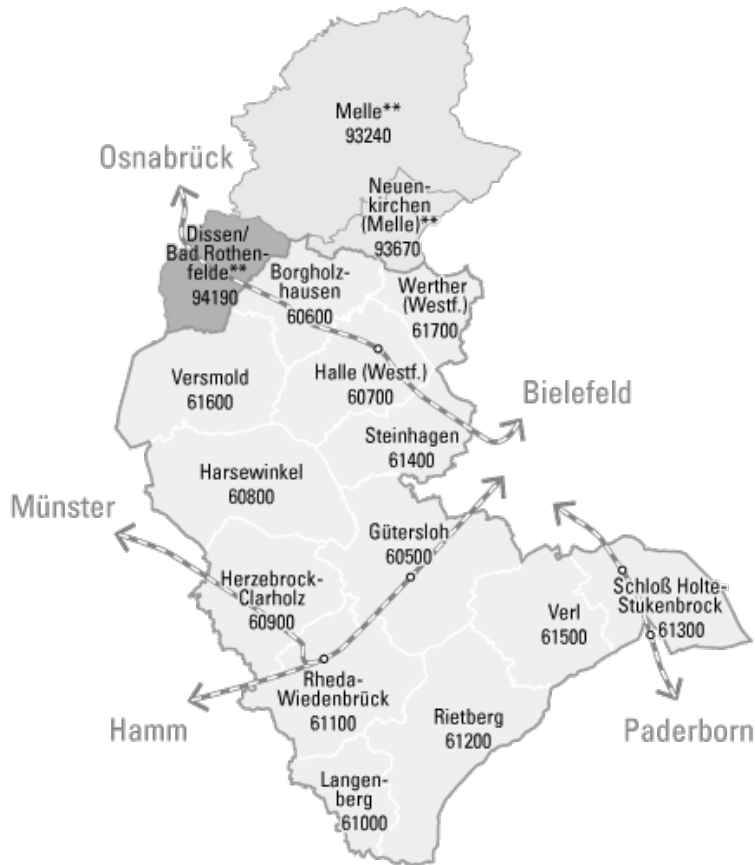 Melle**
93240
Osnabrück
Neuen-
kirchen
(Melle)**
93670
Dissen/
Bad Rothen-
felde**
94190
Borgholz-
hausen
60600
Werther
(Westf.)
61700
Versmold
61600
Halle (Westf.)
60700
Bielefeld
Steinhagen
61400
Harsewinkel
60800
Münster
Gütersloh
60500
Herzebrock-
Clarholz
60900
Schloß Holte-
Stukenbrock
61300
Verl
61500
Rheda-
Wiedenbrück
61100
Rietberg
61200
Hamm
Paderborn
Langen-
berg
61000